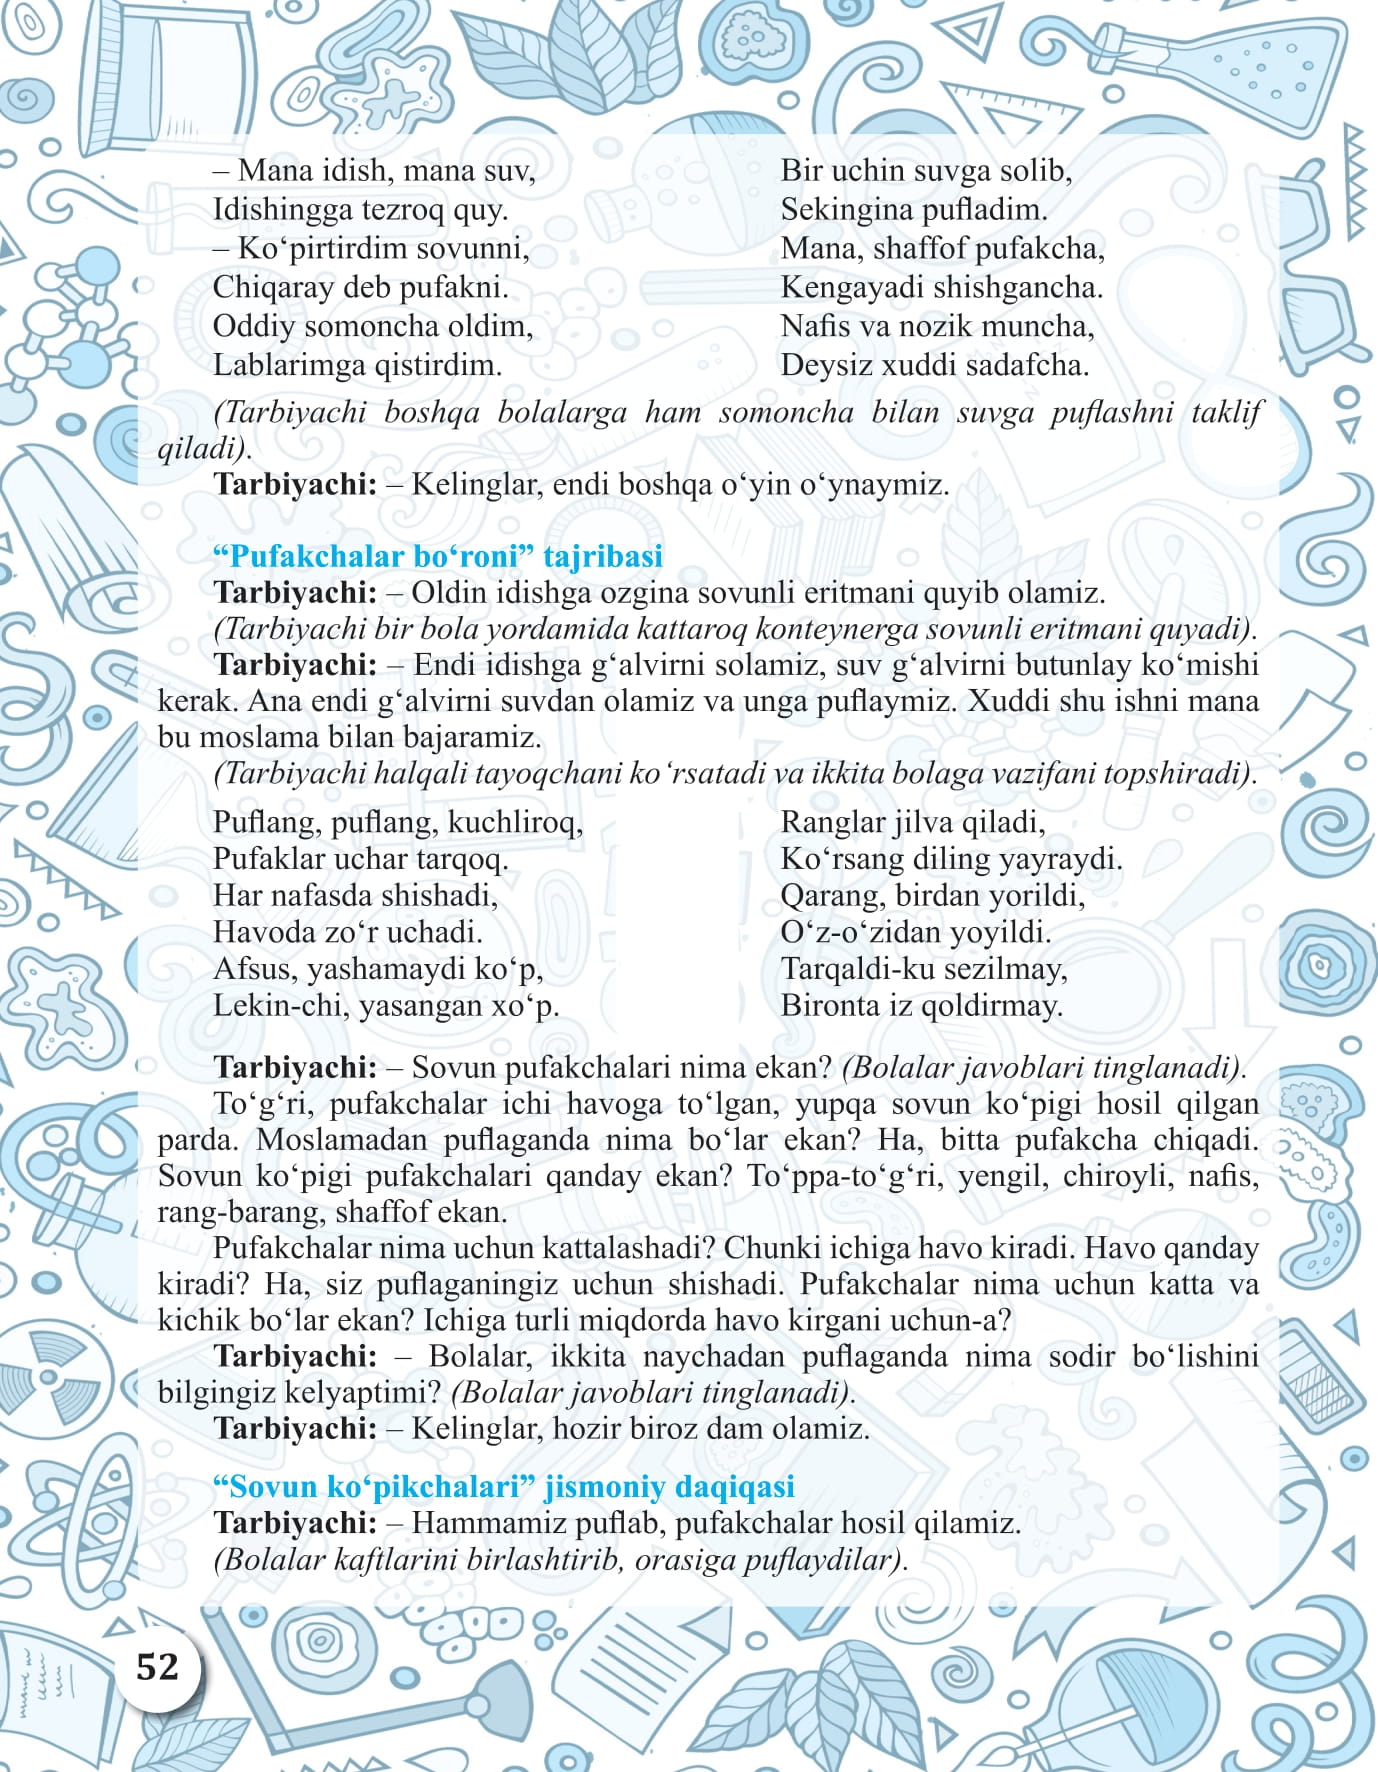 – Mana idish, mana suv,
Idishingga tezroq quy.
– Ko‘pirtirdim sovunni,
Chiqaray deb pufakni.
Oddiy somoncha oldim,
Lablarimga qistirdim.
Bir uchin suvga solib,
Sekingina pufladim.
Mana, shaffof pufakcha,
Kengayadi shishgancha.
Nafis va nozik muncha,
Deysiz xuddi sadafcha.
(Tarbiyachi boshqa bolalarga ham somoncha bilan suvga puflashni taklif
qiladi).
Tarbiyachi: – Kelinglar, endi boshqa o‘yin o‘ynaymiz.
“Pufakchalar bo‘roni” tajribasi
Tarbiyachi: – Oldin idishga ozgina sovunli eritmani quyib olamiz.
(Tarbiyachi bir bola yordamida kattaroq konteynerga sovunli eritmani quyadi).
Tarbiyachi: – Endi idishga g‘alvirni solamiz, suv g‘alvirni butunlay ko‘mishi
kerak. Ana endi g‘alvirni suvdan olamiz va unga puflaymiz. Xuddi shu ishni mana
bu moslama bilan bajaramiz.
(Tarbiyachi halqali tayoqchani ko‘rsatadi va ikkita bolaga vazifani topshiradi).
Puflang, puflang, kuchliroq,
Pufaklar uchar tarqoq.
Har nafasda shishadi,
Havoda zo‘r uchadi.
Afsus, yashamaydi ko‘p,
Lekin-chi, yasangan xo‘p.
Ranglar jilva qiladi,
Ko‘rsang diling yayraydi.
Qarang, birdan yorildi,
O‘z-o‘zidan yoyildi.
Tarqaldi-ku sezilmay,
Bironta iz qoldirmay.
Tarbiyachi: – Sovun pufakchalari nima ekan? (Bolalar javoblari tinglanadi).
To‘g‘ri, pufakchalar ichi havoga to‘lgan, yupqa sovun ko‘pigi hosil qilgan
parda. Moslamadan puflaganda nima bo‘lar ekan? Ha, bitta pufakcha chiqadi.
Sovun ko‘pigi pufakchalari qanday ekan? To‘ppa-to‘g‘ri, yengil, chiroyli, nafis,
rang-barang, shaffof ekan.
Pufakchalar nima uchun kattalashadi? Chunki ichiga havo kiradi. Havo qanday
kiradi? Ha, siz puflaganingiz uchun shishadi. Pufakchalar nima uchun katta va
kichik bo‘lar ekan? Ichiga turli miqdorda havo kirgani uchun-a?
Tarbiyachi: – Bolalar, ikkita naychadan puflaganda nima sodir bo‘lishini
bilgingiz kelyaptimi? (Bolalar javoblari tinglanadi).
Tarbiyachi: – Kelinglar, hozir biroz dam olamiz.
“Sovun ko‘pikchalari” jismoniy daqiqasi
Tarbiyachi: – Hammamiz puflab, pufakchalar hosil qilamiz.
(Bolalar kaftlarini birlashtirib, orasiga puflaydilar).
52